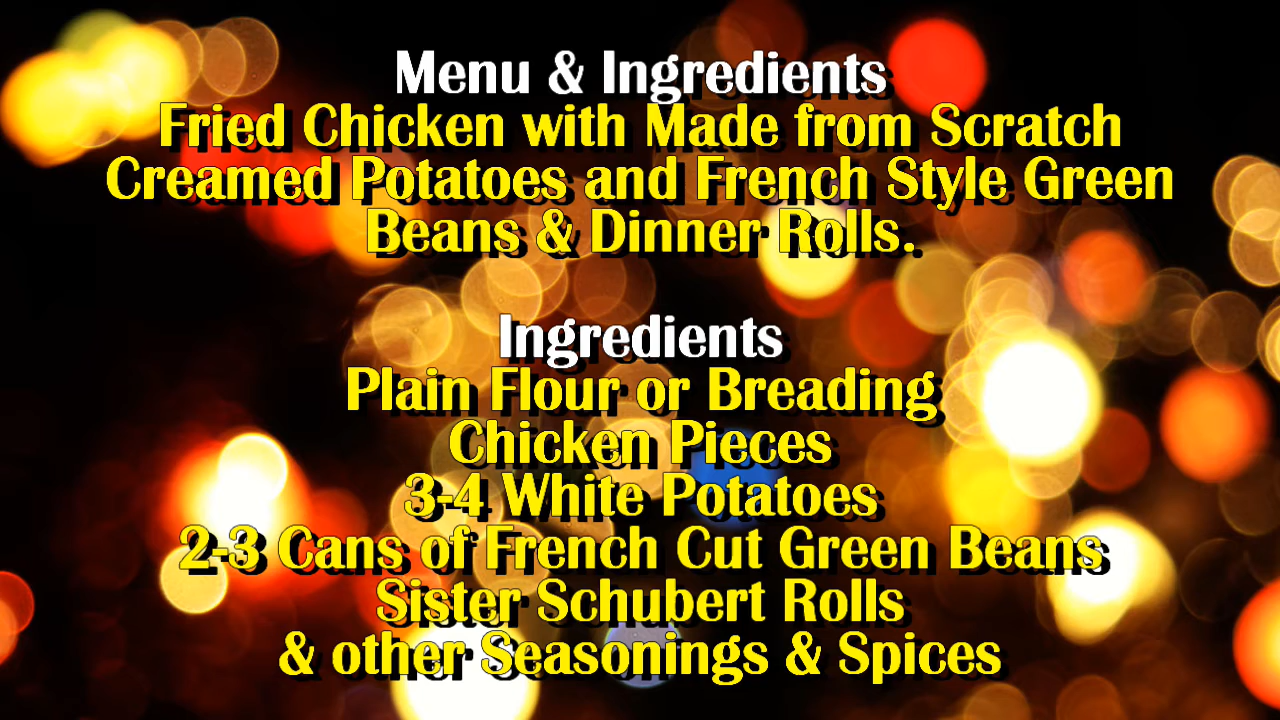 Menu & Ingredients
Fried Chicken with Made from Scratch
Creamed Potatoes and French Style Green
Beans & Dinner Rolls.
Ingredients
Plain Flour or Breading
Chicken Pieces
3-4 White Potatoes
2-3 Cans of French Cut Green Beans
Sister Schubert Rolls
& other Seasonings & Spices